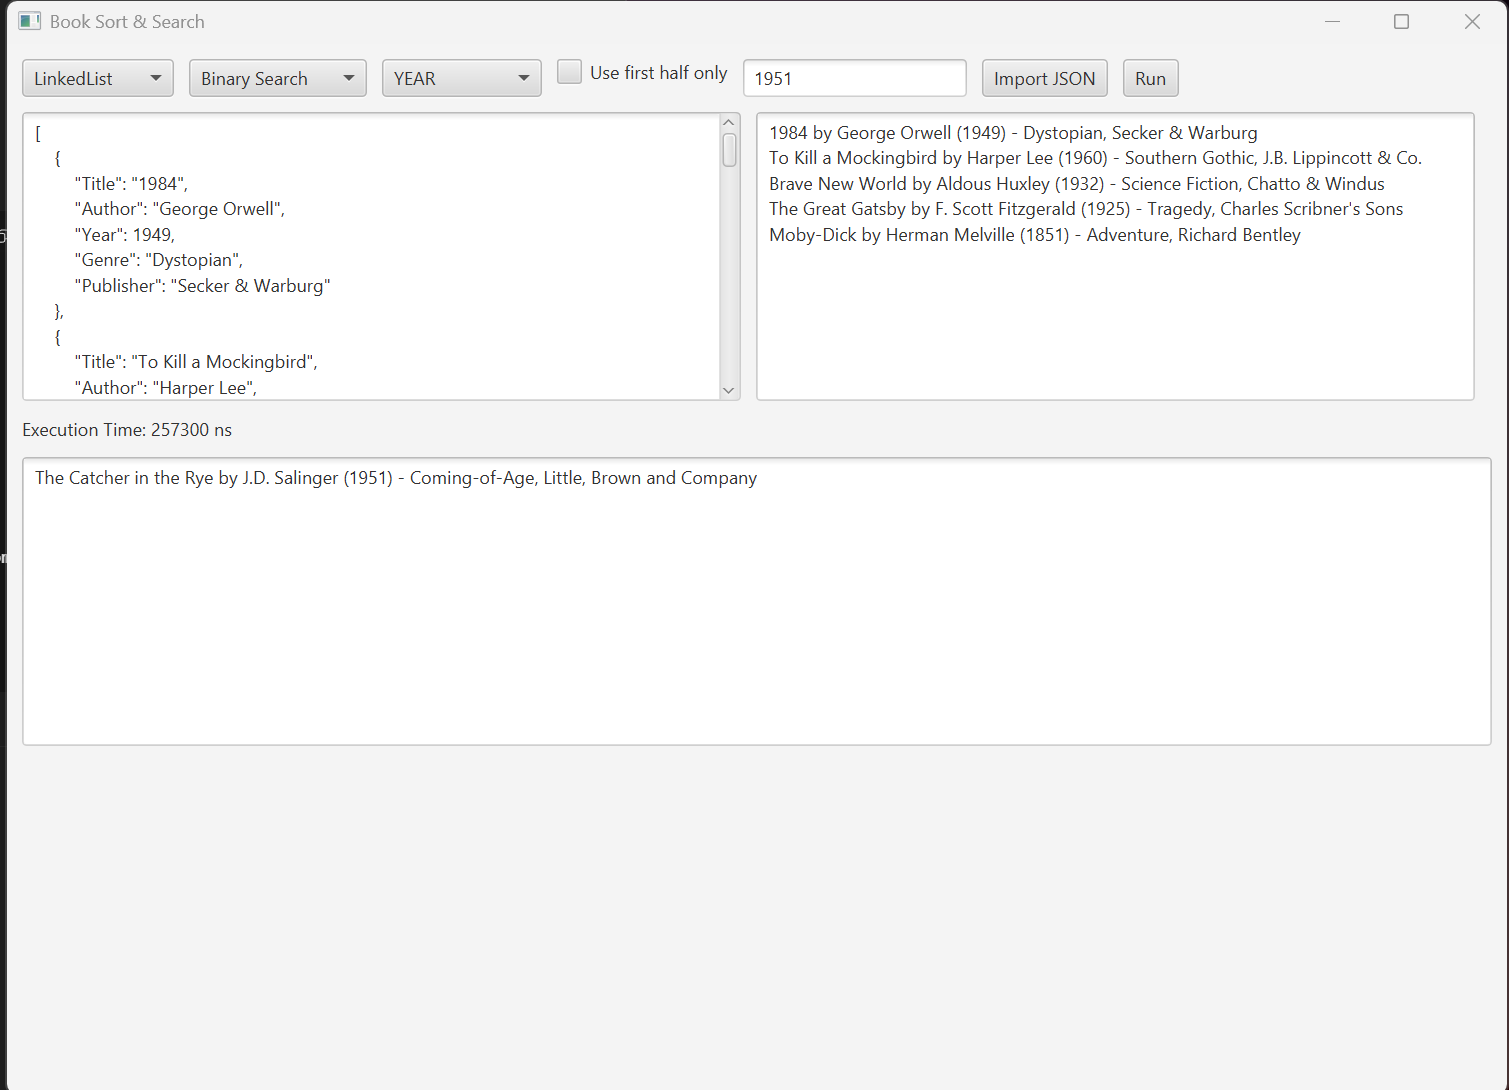 Book Sort & Search
LinkedList
Binary Search
YEAR
Use first half only
1951
Import JSON
Run
[
{
"Title": "1984",
"Author": "George Orwell",
"Year": 1949,
"Genre": "Dystopian",
"Publisher": "Secker & Warburg"
},
{
"Title": "To Kill a Mockingbird",
"Author": "Harper Lee",
1984 by George Orwell (1949) - Dystopian, Secker & Warburg
To Kill a Mockingbird by Harper Lee (1960) - Southern Gothic, J.B. Lippincott & Co.
Brave New World by Aldous Huxley (1932) - Science Fiction, Chatto & Windus
The Great Gatsby by F. Scott Fitzgerald (1925) - Tragedy, Charles Scribner's Sons
Moby-Dick by Herman Melville (1851) - Adventure, Richard Bentley
Execution Time: 257300 ns
The Catcher in the Rye by J.D. Salinger (1951) - Coming-of-Age, Little, Brown and Company